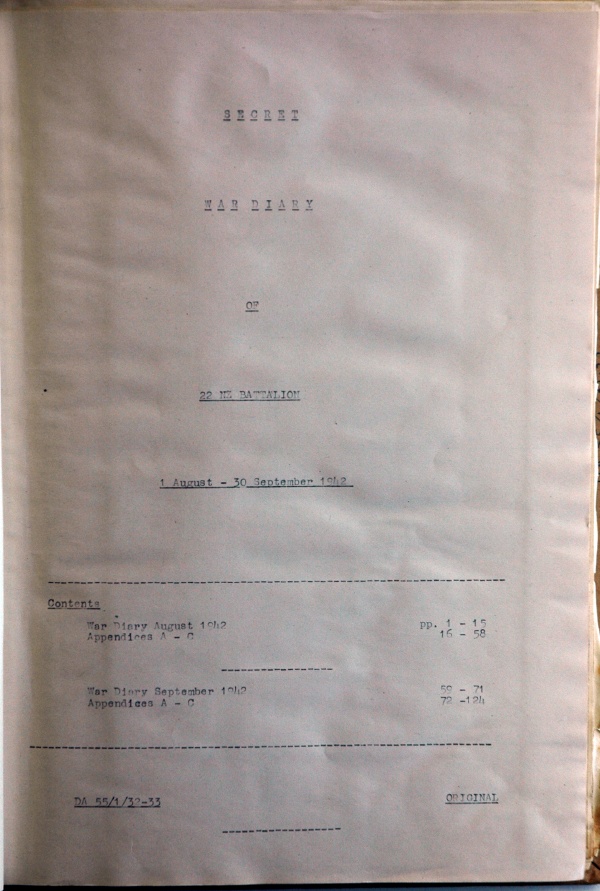 SECRET
WAR DIARY
OF
22 NZ BATTALION
1 August - 30 September 1942
Contents
War Diary August 1942 pp. 1 - 15
Appendices A - C 16 - 58
War Diary September 1942 59 - 71
Appendices A - C 72 -124
DA 55/1/32-33 ORIGINAL